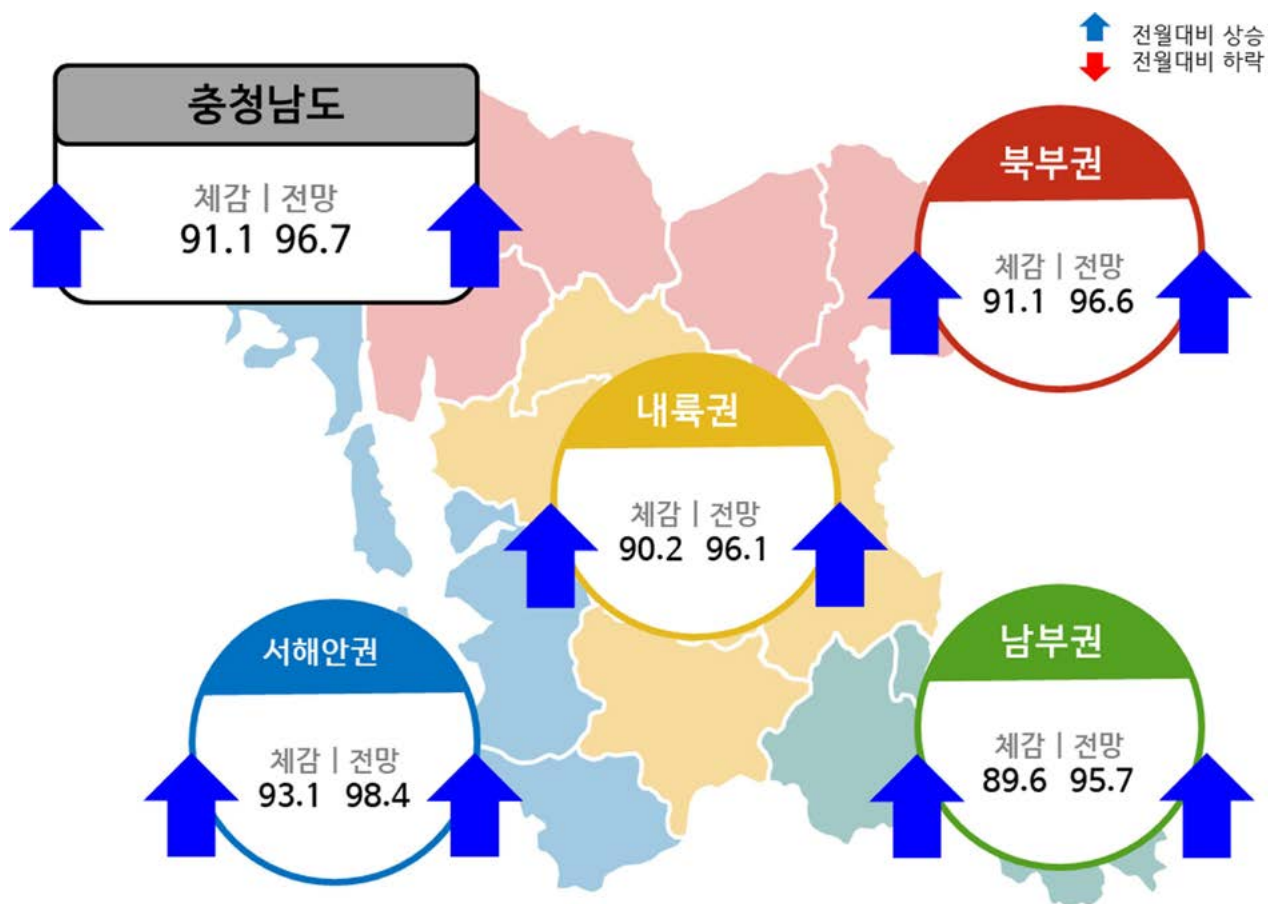 전월대비 상승
전월대비 하락
충청남도
체감 | 전망
91.1 96.7
북부권
체감 | 전망
91.1 96.6
내륙권
체감 | 전망
90.2 96.1
서해안권
체감 | 전망
93.1 98.4
남부권
체감 | 전망
89.6 95.7